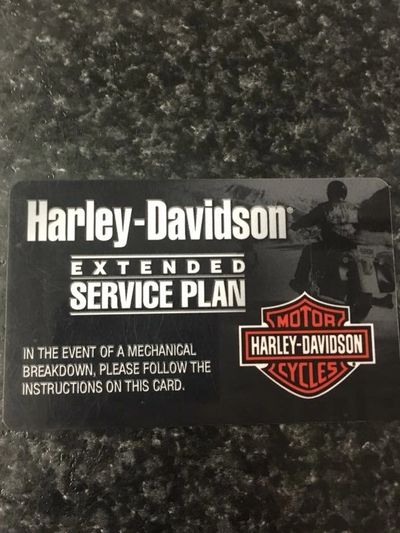 Harley-Davidson®
EXTENDED
SERVICE PLAN
IN THE EVENT OF A MECHANICAL
BREAKDOWN, PLEASE FOLLOW THE
INSTRUCTIONS ON THIS CARD.
MOTOR
HARLEY-DAVIDSON
CYCLES